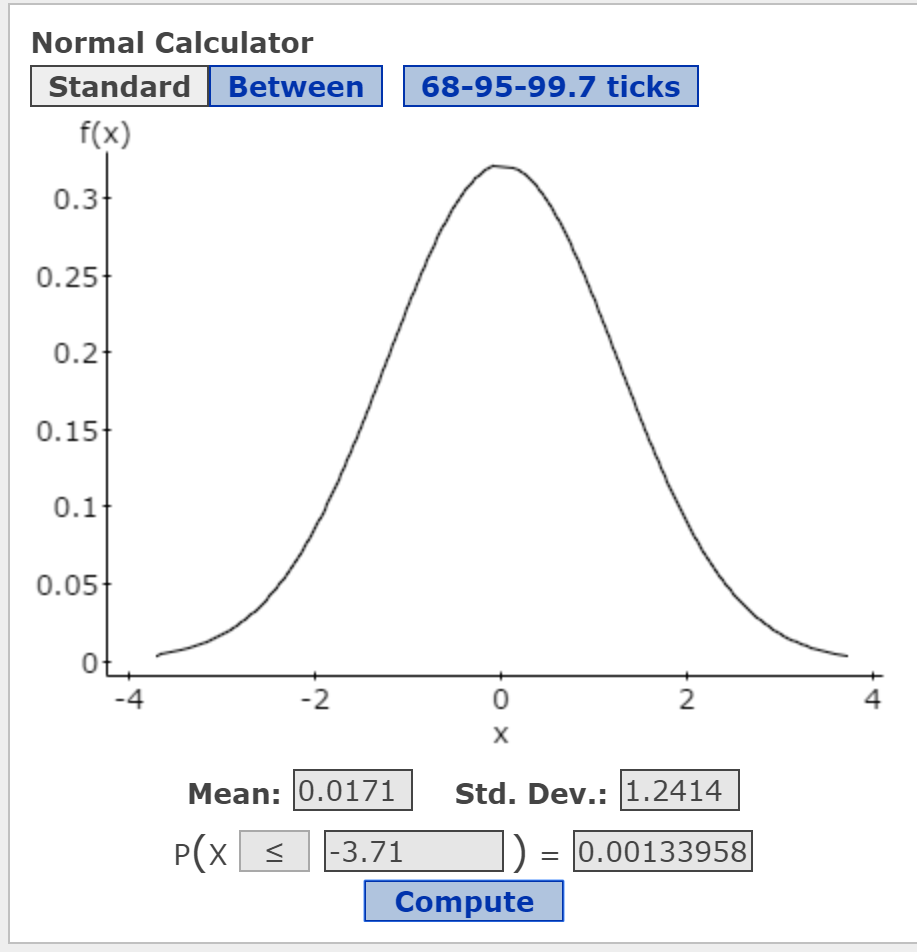 Normal Calculator
Standard Between 68-95-99.7 ticks
f(x)
0.3
0.25
0.2
0.15
0.1
0.05
0
-4 -2 0 2 4
x
Mean: 0.0171 Std. Dev.: 1.2414
P(X ≤ -3.71 ) = 0.00133958
Compute